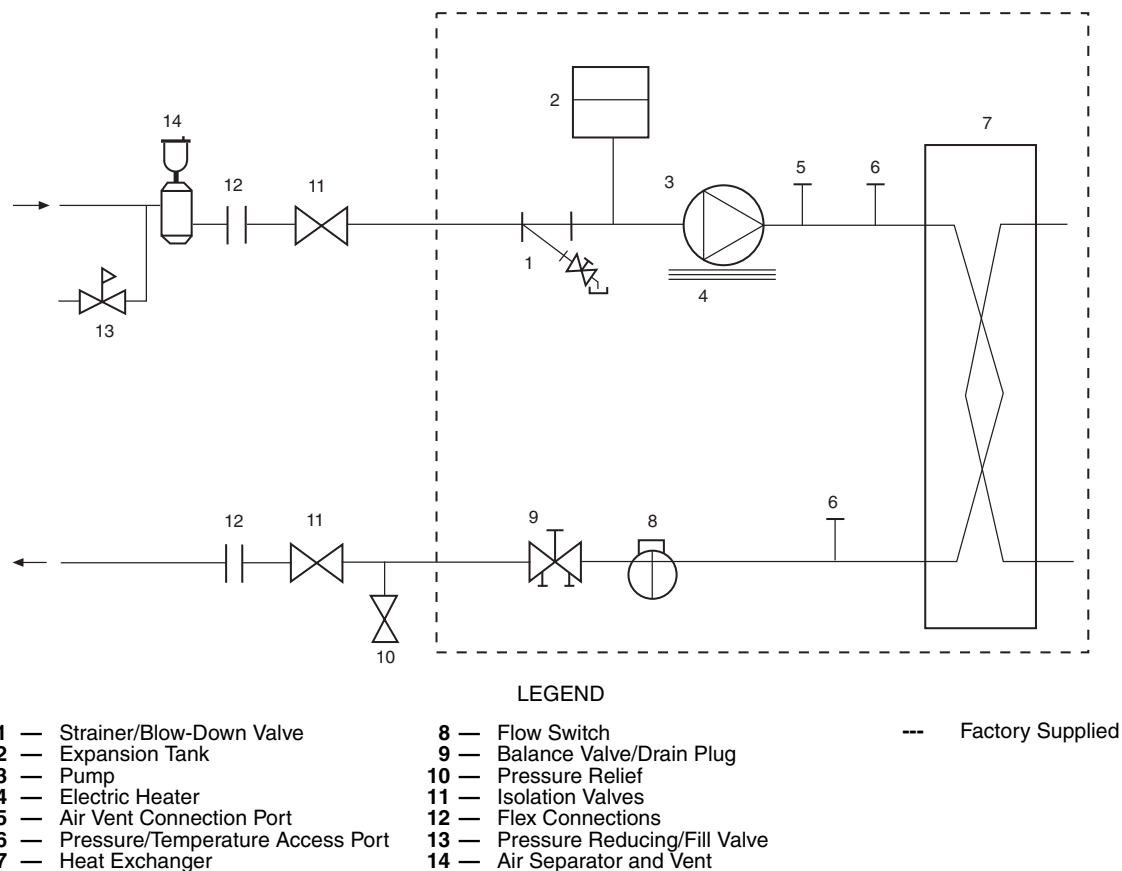 14
12
11
2
3
5
6
7
1
4
13
12
11
9
8
6
10
LEGEND
1 — Strainer/Blow-Down Valve
2 — Expansion Tank
3 — Pump
4 — Electric Heater
5 — Air Vent Connection Port
6 — Pressure/Temperature Access Port
7 — Heat Exchanger
8 — Flow Switch
9 — Balance Valve/Drain Plug
10 — Pressure Relief
11 — Isolation Valves
12 — Flex Connections
13 — Pressure Reducing/Fill Valve
14 — Air Separator and Vent
--- Factory Supplied